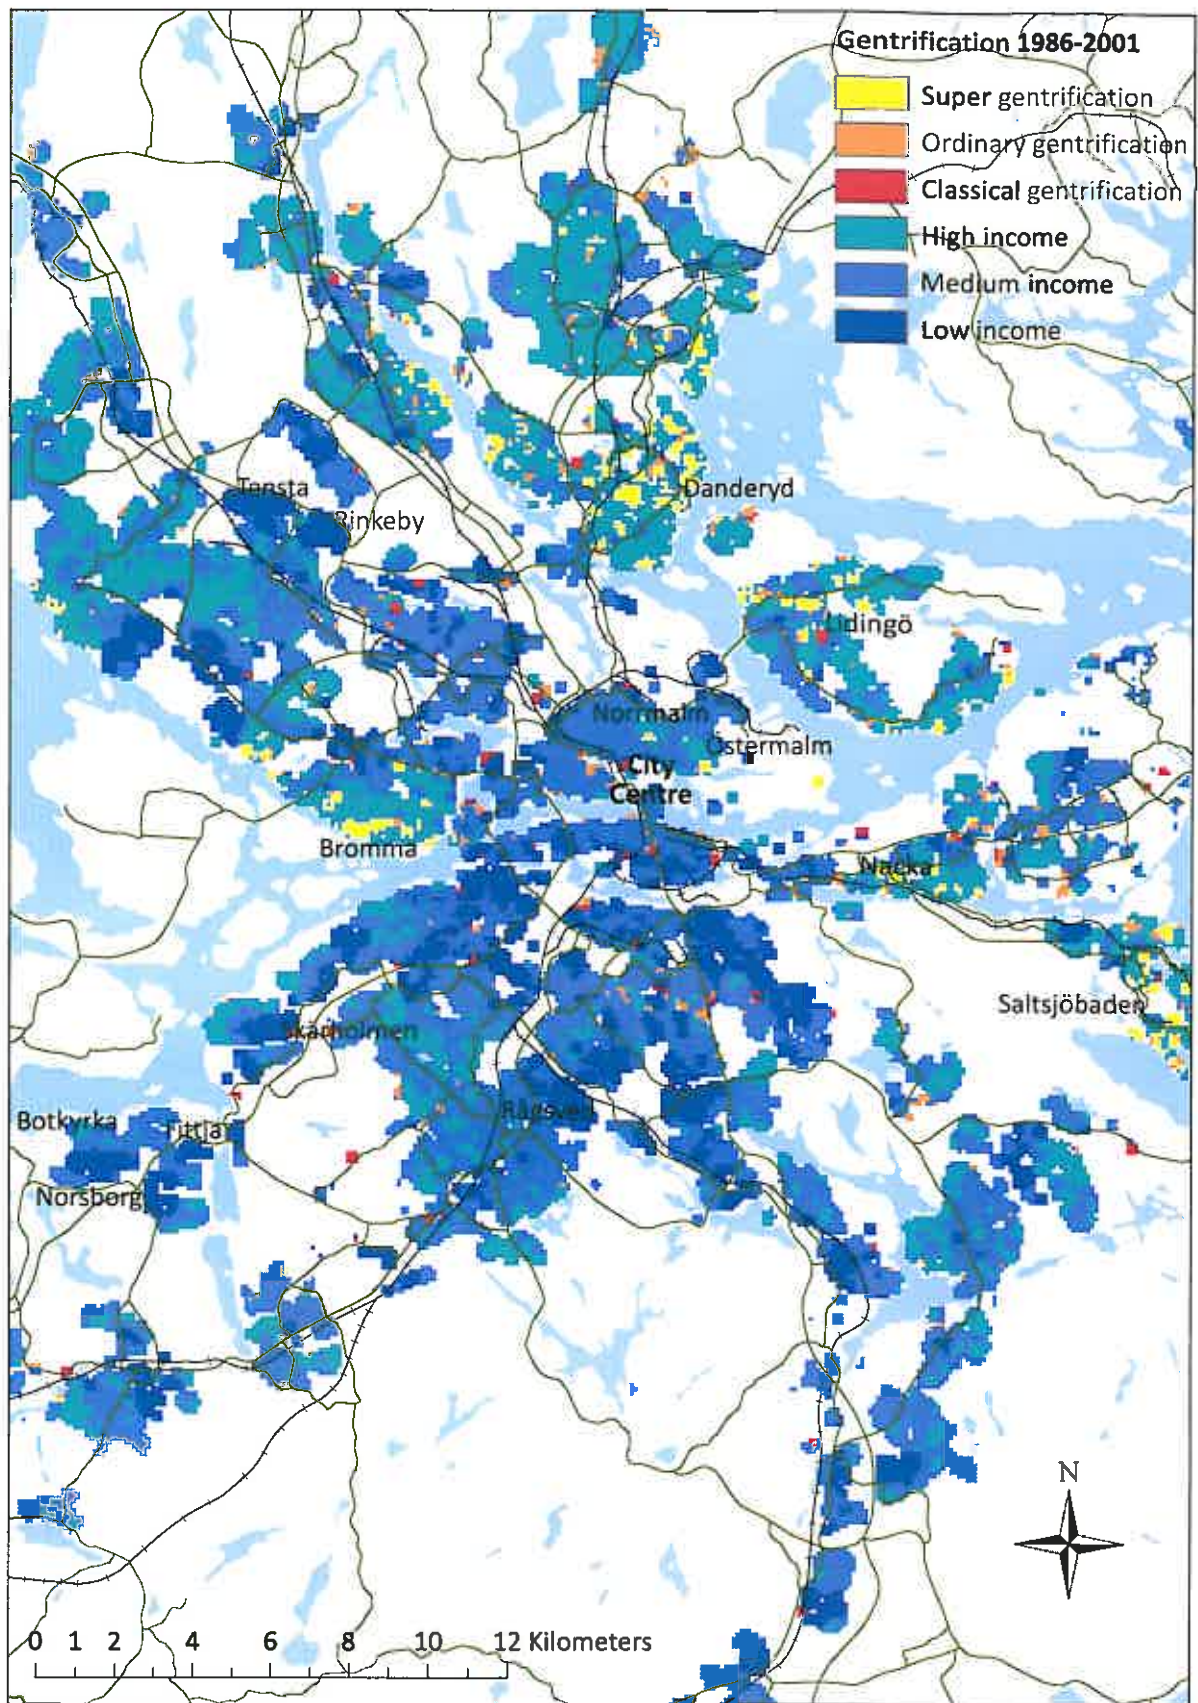 Gentrification 1986-2001
Super gentrification
Ordinary gentrification
Classical gentrification
High income
Medium income
Low income
Tensta
Rinkeby
Danderyd
Lidingö
Norrmalm
Östermalm
City
Centre
Bromma
Nacka
Saltsjöbaden
Skärholmen
Rågsved
Botkyrka
Fittja
Norsborg
N
0 1 2 4 6 8 10 12 Kilometers